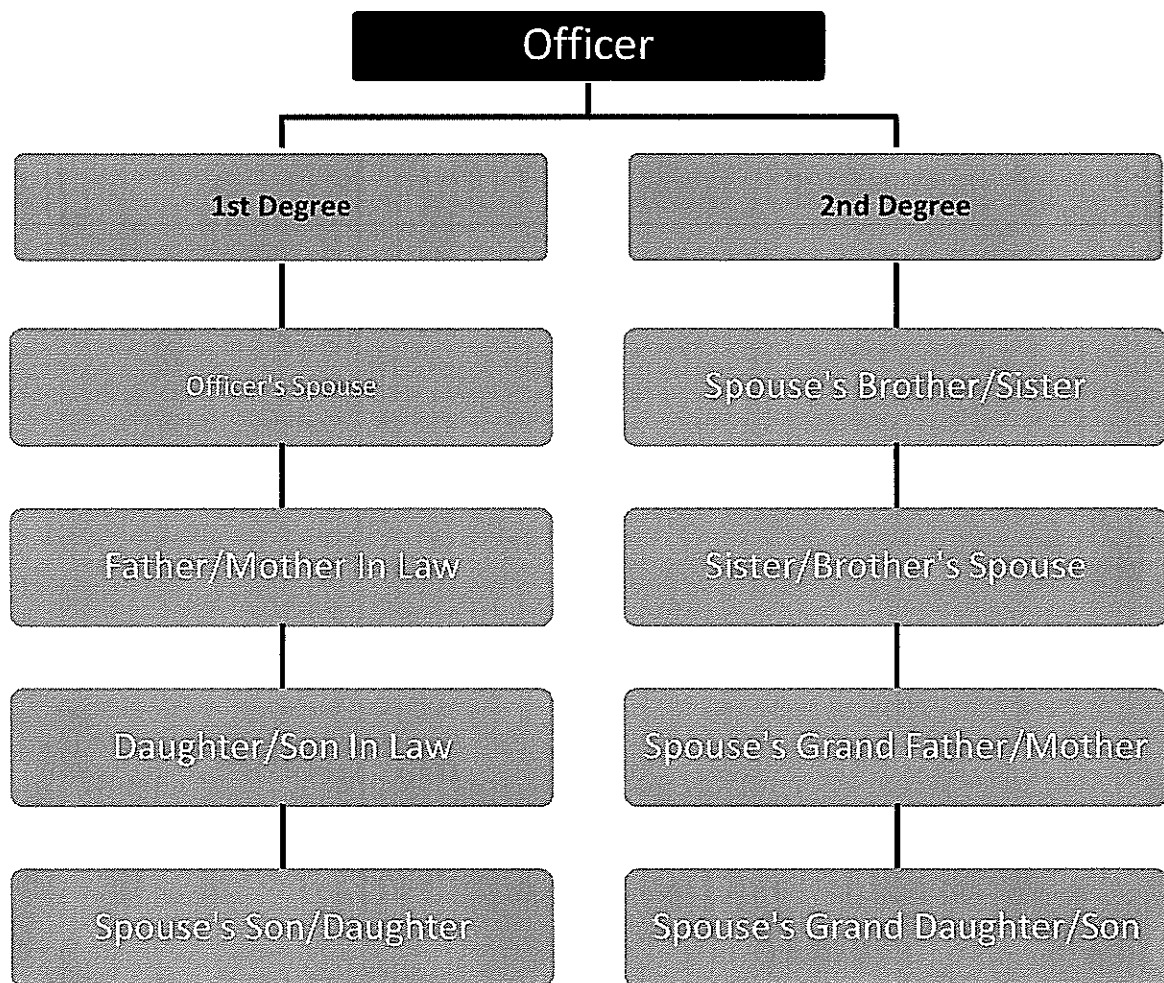 Officer
1st Degree
Officer's Spouse
Father/Mother In Law
Daughter/Son In Law
Spouse's Son/Daughter
2nd Degree
Spouse's Brother/Sister
Sister/Brother's Spouse
Spouse's Grand Father/Mother
Spouse's Grand Daughter/Son